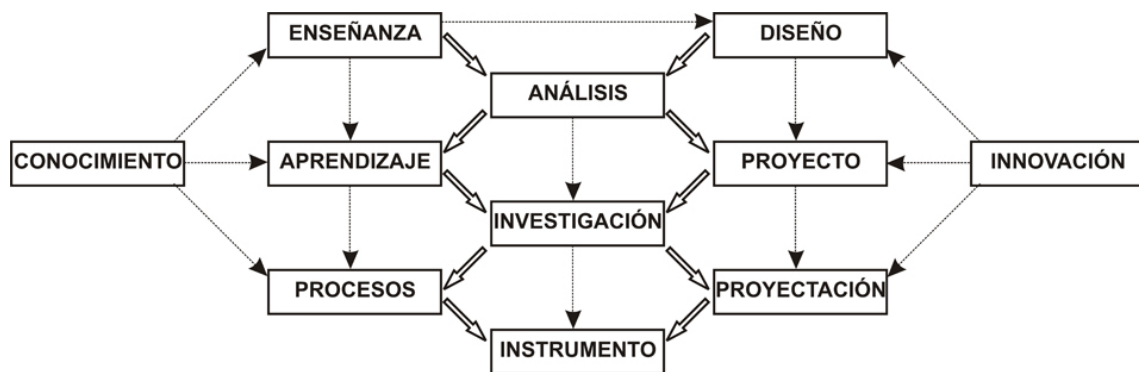 ENSEÑANZA
DISEÑO
ANÁLISIS
CONOCIMIENTO
APRENDIZAJE
PROYECTO
INNOVACIÓN
INVESTIGACIÓN
PROCESOS
PROYECTACIÓN
INSTRUMENTO